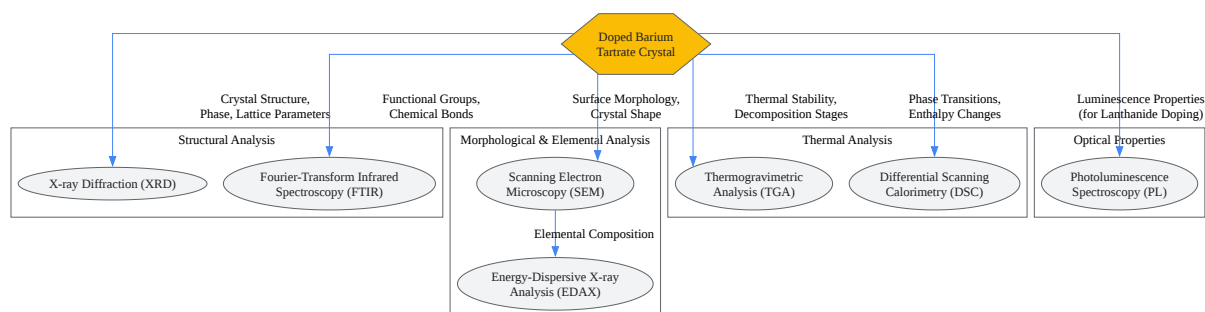 Doped Barium
Tartrate Crystal
Crystal Structure,
Phase, Lattice Parameters
Functional Groups,
Chemical Bonds
Surface Morphology,
Crystal Shape
Thermal Stability,
Decomposition Stages
Phase Transitions,
Enthalpy Changes
Luminescence Properties
(for Lanthanide Doping)
Structural Analysis
Morphological & Elemental Analysis
Thermal Analysis
Optical Properties
X-ray Diffraction (XRD)
Fourier-Transform Infrared
Spectroscopy (FTIR)
Scanning Electron
Microscopy (SEM)
Thermogravimetric
Analysis (TGA)
Differential Scanning
Calorimetry (DSC)
Photoluminescence
Spectroscopy (PL)
Elemental Composition
Energy-Dispersive X-ray
Analysis (EDAX)